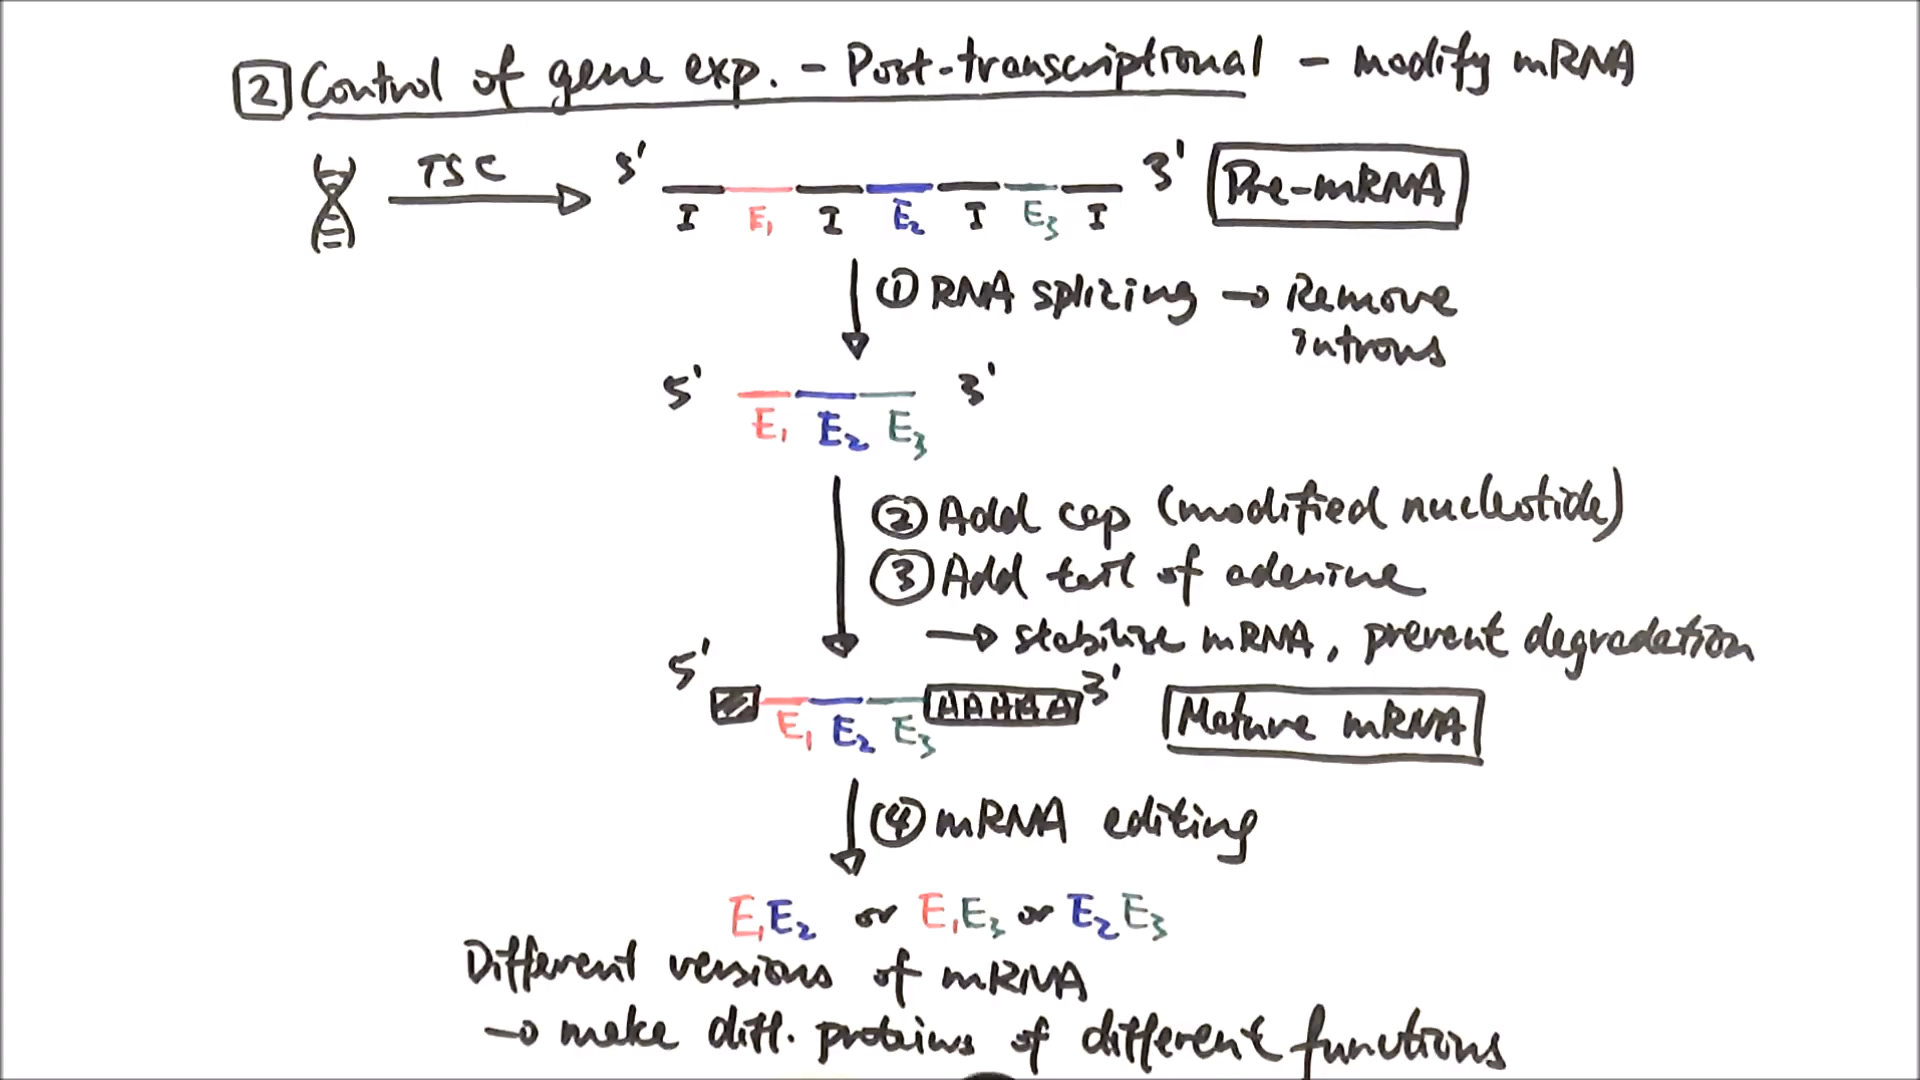 2 Control of gene exp. - Post-transcriptional - modify mRNA
TSC 5' 3' Pre-mRNA
I E1 I E2 I E3 I
① RNA splicing → Remove
introns
5' 3'
E1 E2 E3
② Add cap (modified nucleotide)
③ Add tail of adenine
→ stabilise mRNA, prevent degradation
5' AAAAA 3' Mature mRNA
E1 E2 E3
④ mRNA editing
E1E2 or E1E3 or E2E3
Different versions of mRNA
→ make diff. proteins of different functions